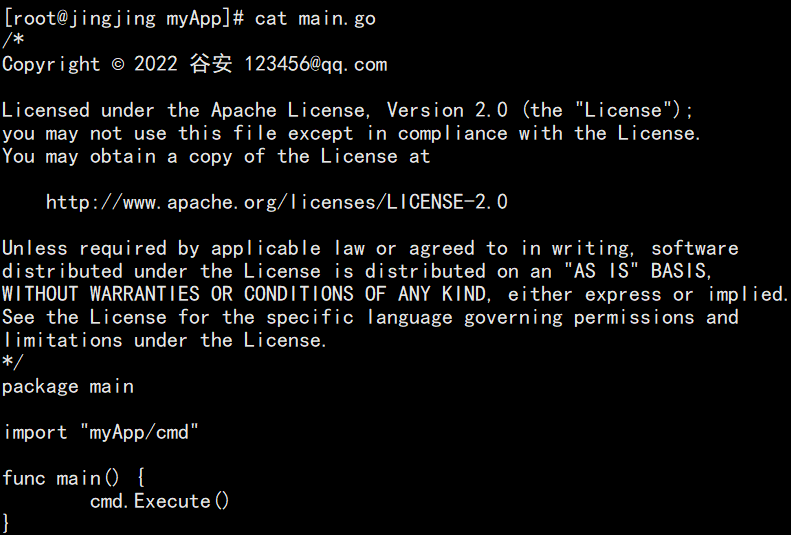 [root@jingjing myApp]# cat main.go
/*
Copyright © 2022 谷安 123456@qq.com

Licensed under the Apache License, Version 2.0 (the "License");
you may not use this file except in compliance with the License.
You may obtain a copy of the License at

    http://www.apache.org/licenses/LICENSE-2.0

Unless required by applicable law or agreed to in writing, software
distributed under the License is distributed on an "AS IS" BASIS,
WITHOUT WARRANTIES OR CONDITIONS OF ANY KIND, either express or implied.
See the License for the specific language governing permissions and
limitations under the License.
*/
package main

import "myApp/cmd"

func main() {
        cmd.Execute()
}